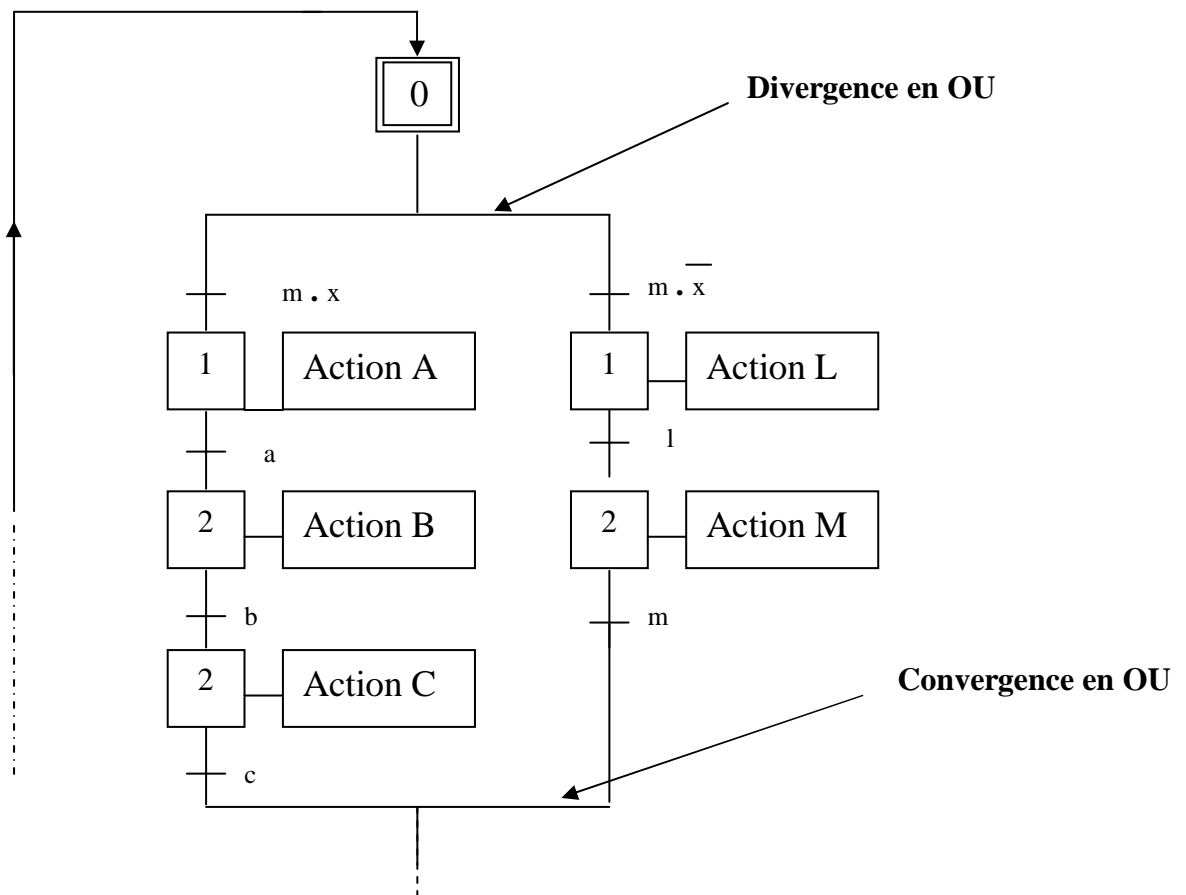 0
Divergence en OU
m . x
m . x̅
1
Action A
1
Action L
a
l
2
Action B
2
Action M
b
m
2
Action C
Convergence en OU
c